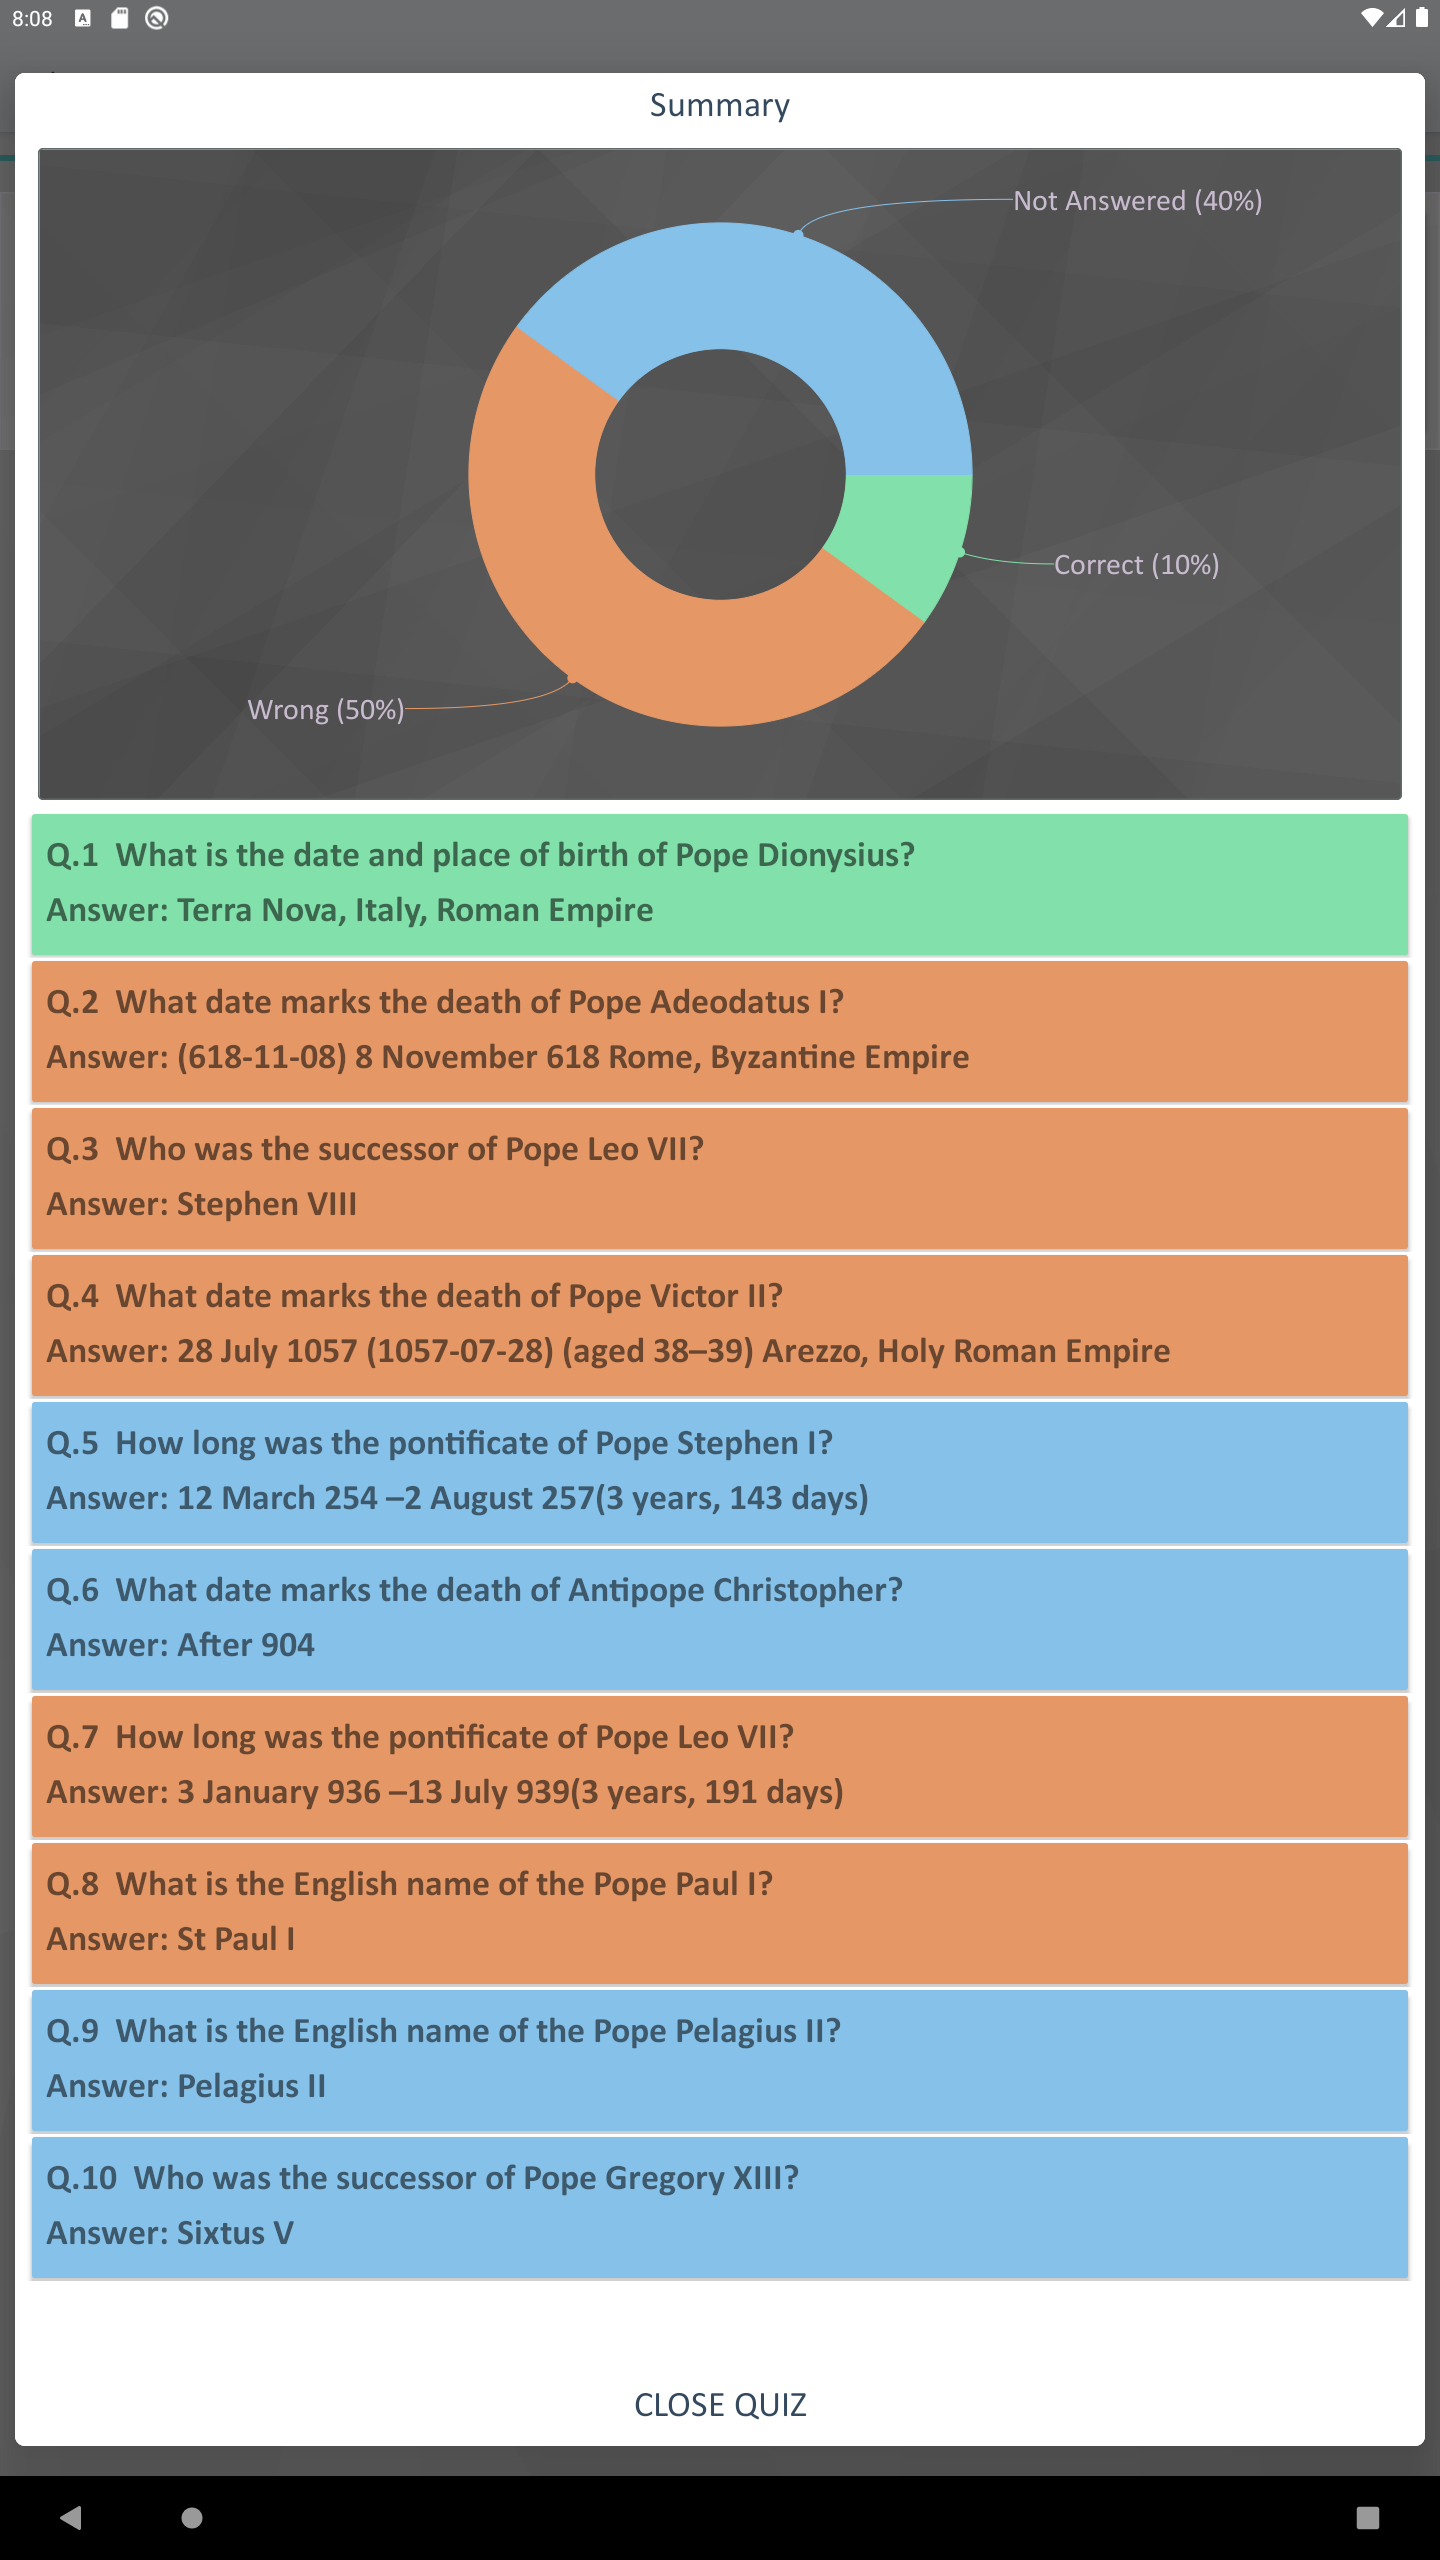 8:08
Summary
Not Answered (40%)
Correct (10%)
Wrong (50%)
Q.1  What is the date and place of birth of Pope Dionysius?
Answer: Terra Nova, Italy, Roman Empire
Q.2  What date marks the death of Pope Adeodatus I?
Answer: (618-11-08) 8 November 618 Rome, Byzantine Empire
Q.3  Who was the successor of Pope Leo VII?
Answer: Stephen VIII
Q.4  What date marks the death of Pope Victor II?
Answer: 28 July 1057 (1057-07-28) (aged 38–39) Arezzo, Holy Roman Empire
Q.5  How long was the pontificate of Pope Stephen I?
Answer: 12 March 254 –2 August 257(3 years, 143 days)
Q.6  What date marks the death of Antipope Christopher?
Answer: After 904
Q.7  How long was the pontificate of Pope Leo VII?
Answer: 3 January 936 –13 July 939(3 years, 191 days)
Q.8  What is the English name of the Pope Paul I?
Answer: St Paul I
Q.9  What is the English name of the Pope Pelagius II?
Answer: Pelagius II
Q.10  Who was the successor of Pope Gregory XIII?
Answer: Sixtus V
CLOSE QUIZ